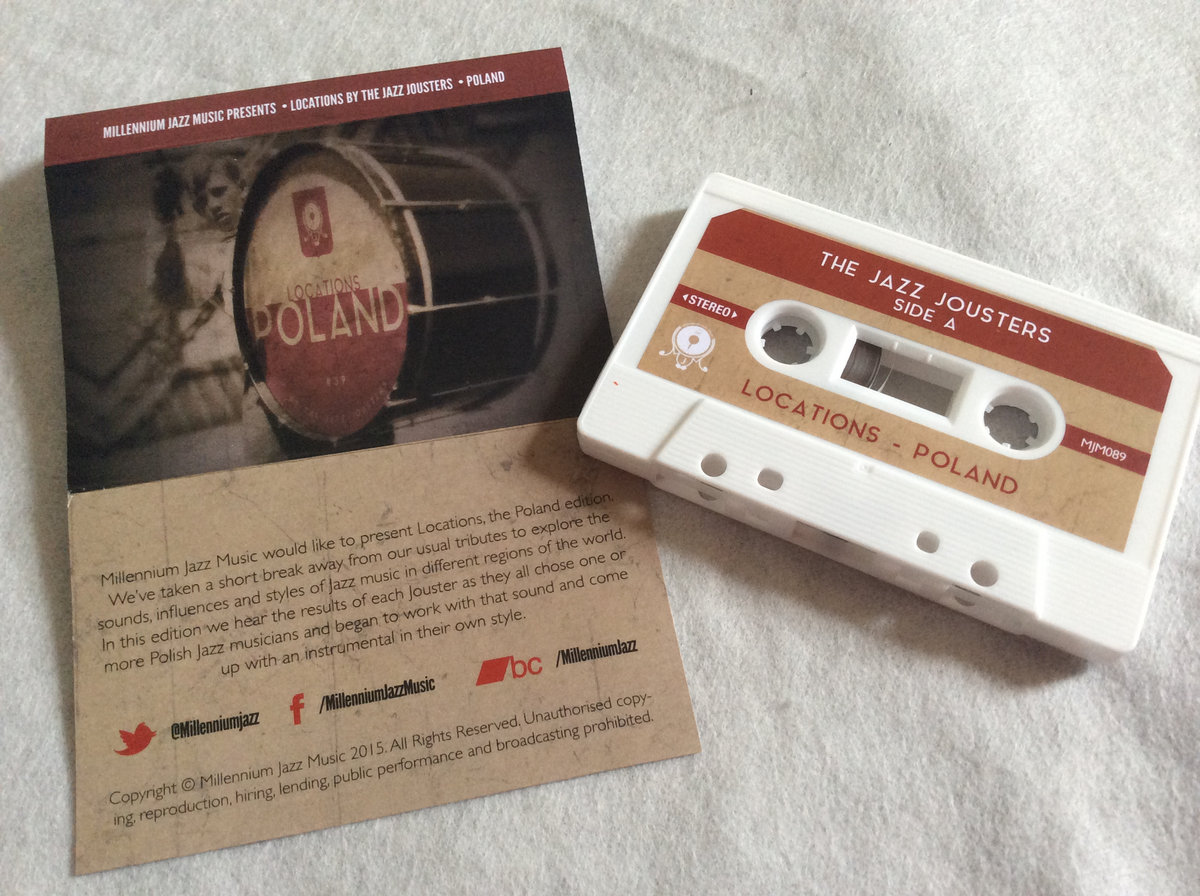 MILLENNIUM JAZZ MUSIC PRESENTS • LOCATIONS BY THE JAZZ JOUSTERS • POLAND
LOCATIONS
POLAND
Millennium Jazz Music would like to present Locations, the Poland edition.
We've taken a short break away from our usual tributes to explore the
sounds, influences and styles of Jazz music in different regions of the world.
In this edition we hear the results of each Jouster as they all chose one or
more Polish Jazz musicians and began to work with that sound and come
up with an instrumental in their own style.
@Millenniumjazz
f /MillenniumJazzMusic
bc /MillenniumJazz
Copyright © Millennium Jazz Music 2015. All Rights Reserved. Unauthorised copy-
ing, reproduction, hiring, lending, public performance and broadcasting prohibited.
THE JAZZ JOUSTERS
SIDE A
STEREO
LOCATIONS - POLAND
MJM089